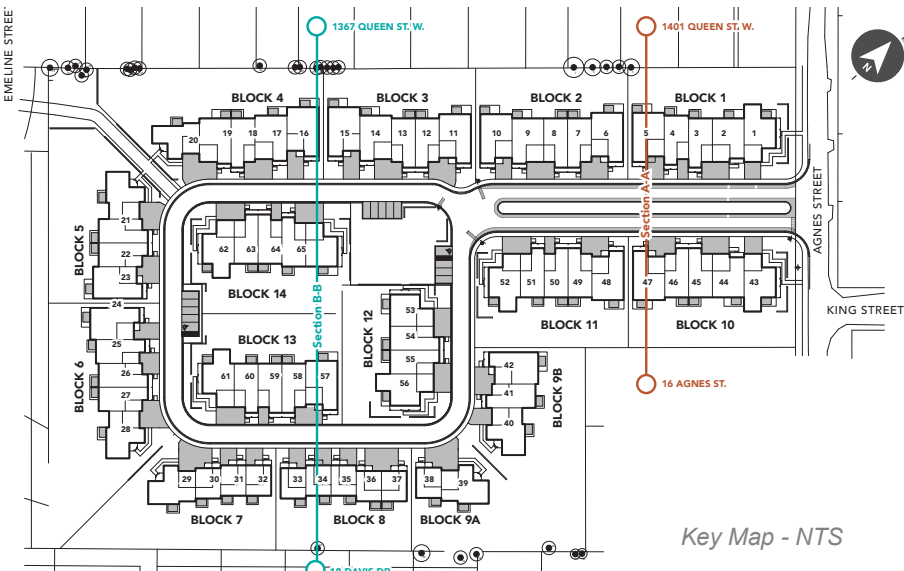 EMELINE STREET
1367 QUEEN ST. W.
1401 QUEEN ST. W.
N
BLOCK 4
BLOCK 3
BLOCK 2
BLOCK 1
20 19 18 17 16
15 14 13 12 11
10 9 8 7 6
5 4 3 2 1
Section A-A
AGNES STREET
BLOCK 5
21
22
23
24
62 63 64 65
BLOCK 14
Section B-B
52 51 50 49 48
47 46 45 44 43
BLOCK 11
BLOCK 10
KING STREET
BLOCK 12
53
54
55
56
BLOCK 13
61 60 59 58 57
BLOCK 6
25
26
27
28
42
41
40
BLOCK 9B
16 AGNES ST.
29 30 31 32
33 34 35 36 37
38 39
BLOCK 7
BLOCK 8
BLOCK 9A
Key Map - NTS
18 DAVIS DR.